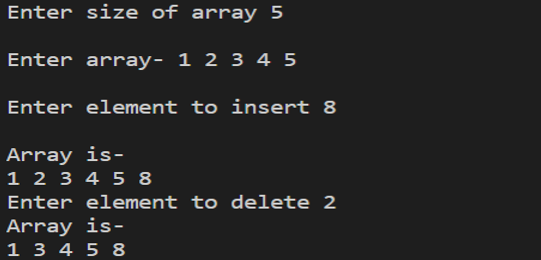 Enter size of array 5
Enter array- 1 2 3 4 5
Enter element to insert 8
Array is-
1 2 3 4 5 8
Enter element to delete 2
Array is-
1 3 4 5 8